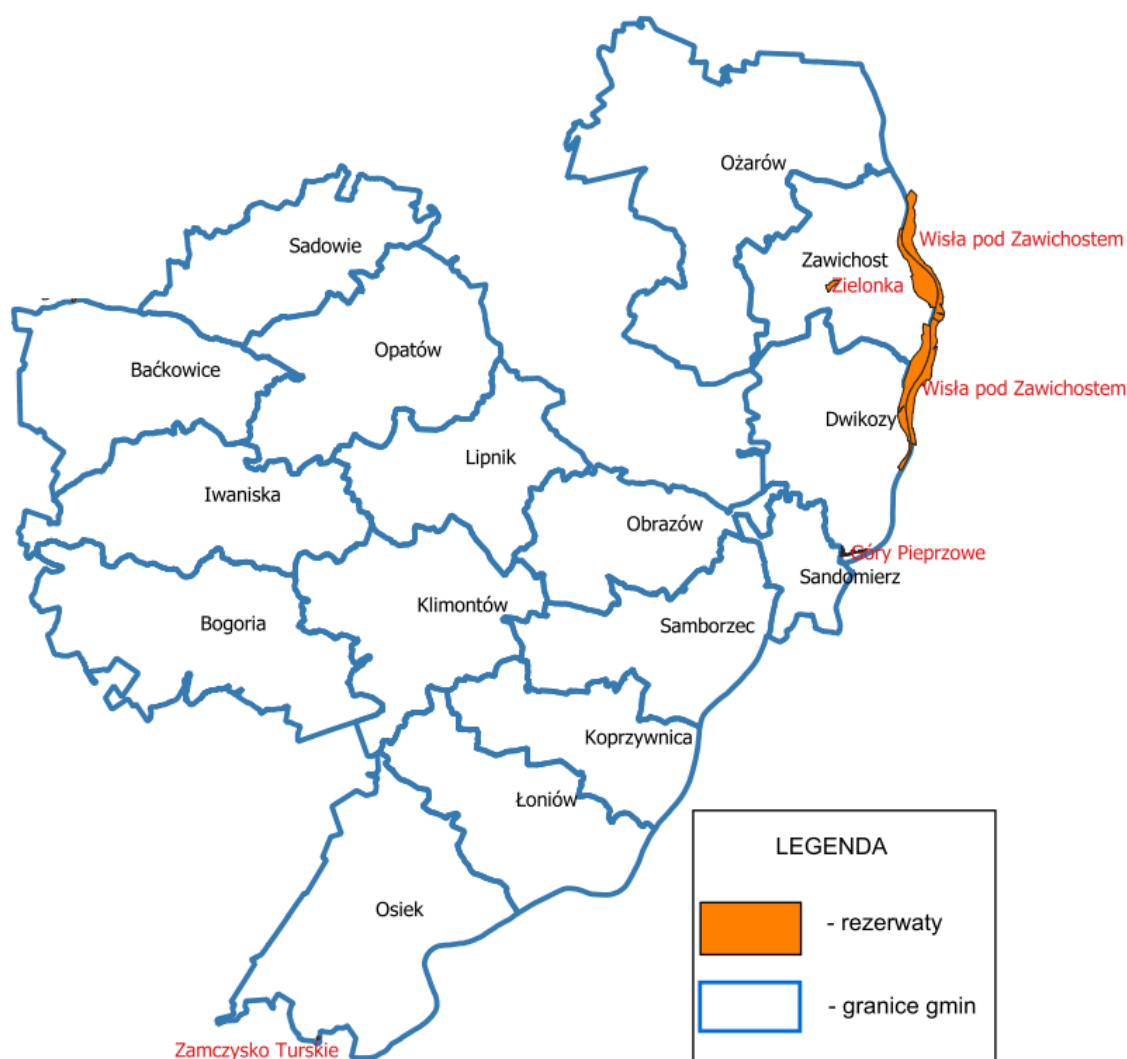 Ożarów
Wisła pod Zawichostem
Sadowie
Zawichost
Zielonka
Opatów
Baćkowice
Wisła pod Zawichostem
Dwikozy
Lipnik
Iwaniska
Obrazów
Góry Pieprzowe
Sandomierz
Klimontów
Bogoria
Samborzec
Koprzywnica
Łoniów
LEGENDA
Osiek
- rezerwaty
- granice gmin
Zamczysko Turskie